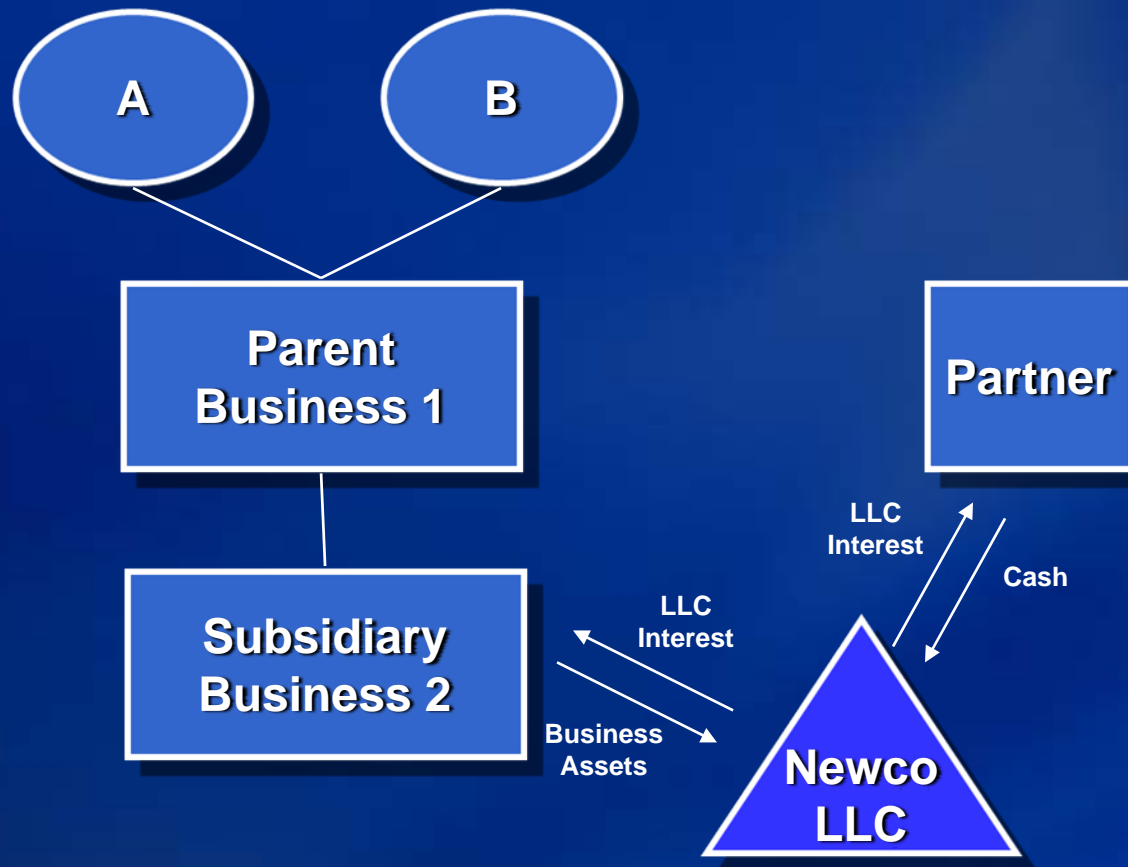 A
B
Parent
Business 1
Partner
LLC
Interest
Cash
Subsidiary
Business 2
LLC
Interest
Business
Assets
Newco
LLC